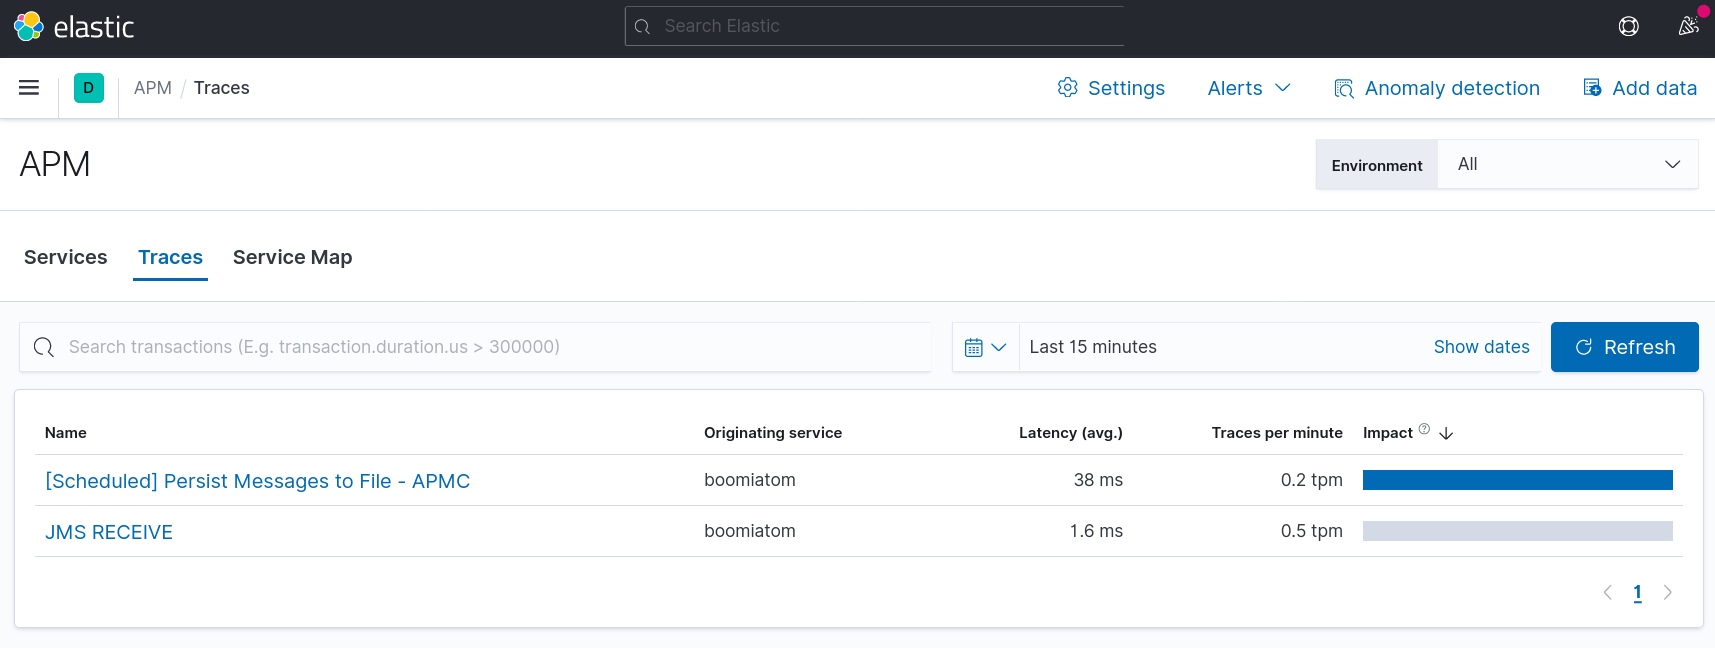 elastic
Search Elastic
D
APM / Traces
Settings
Alerts
Anomaly detection
Add data
APM
Environment
All
Services
Traces
Service Map
Search transactions (E.g. transaction.duration.us > 300000)
Last 15 minutes
Show dates
Refresh
Name Originating service Latency (avg.) Traces per minute Impact
[Scheduled] Persist Messages to File - APMC boomiatom 38 ms 0.2 tpm
JMS RECEIVE boomiatom 1.6 ms 0.5 tpm
1